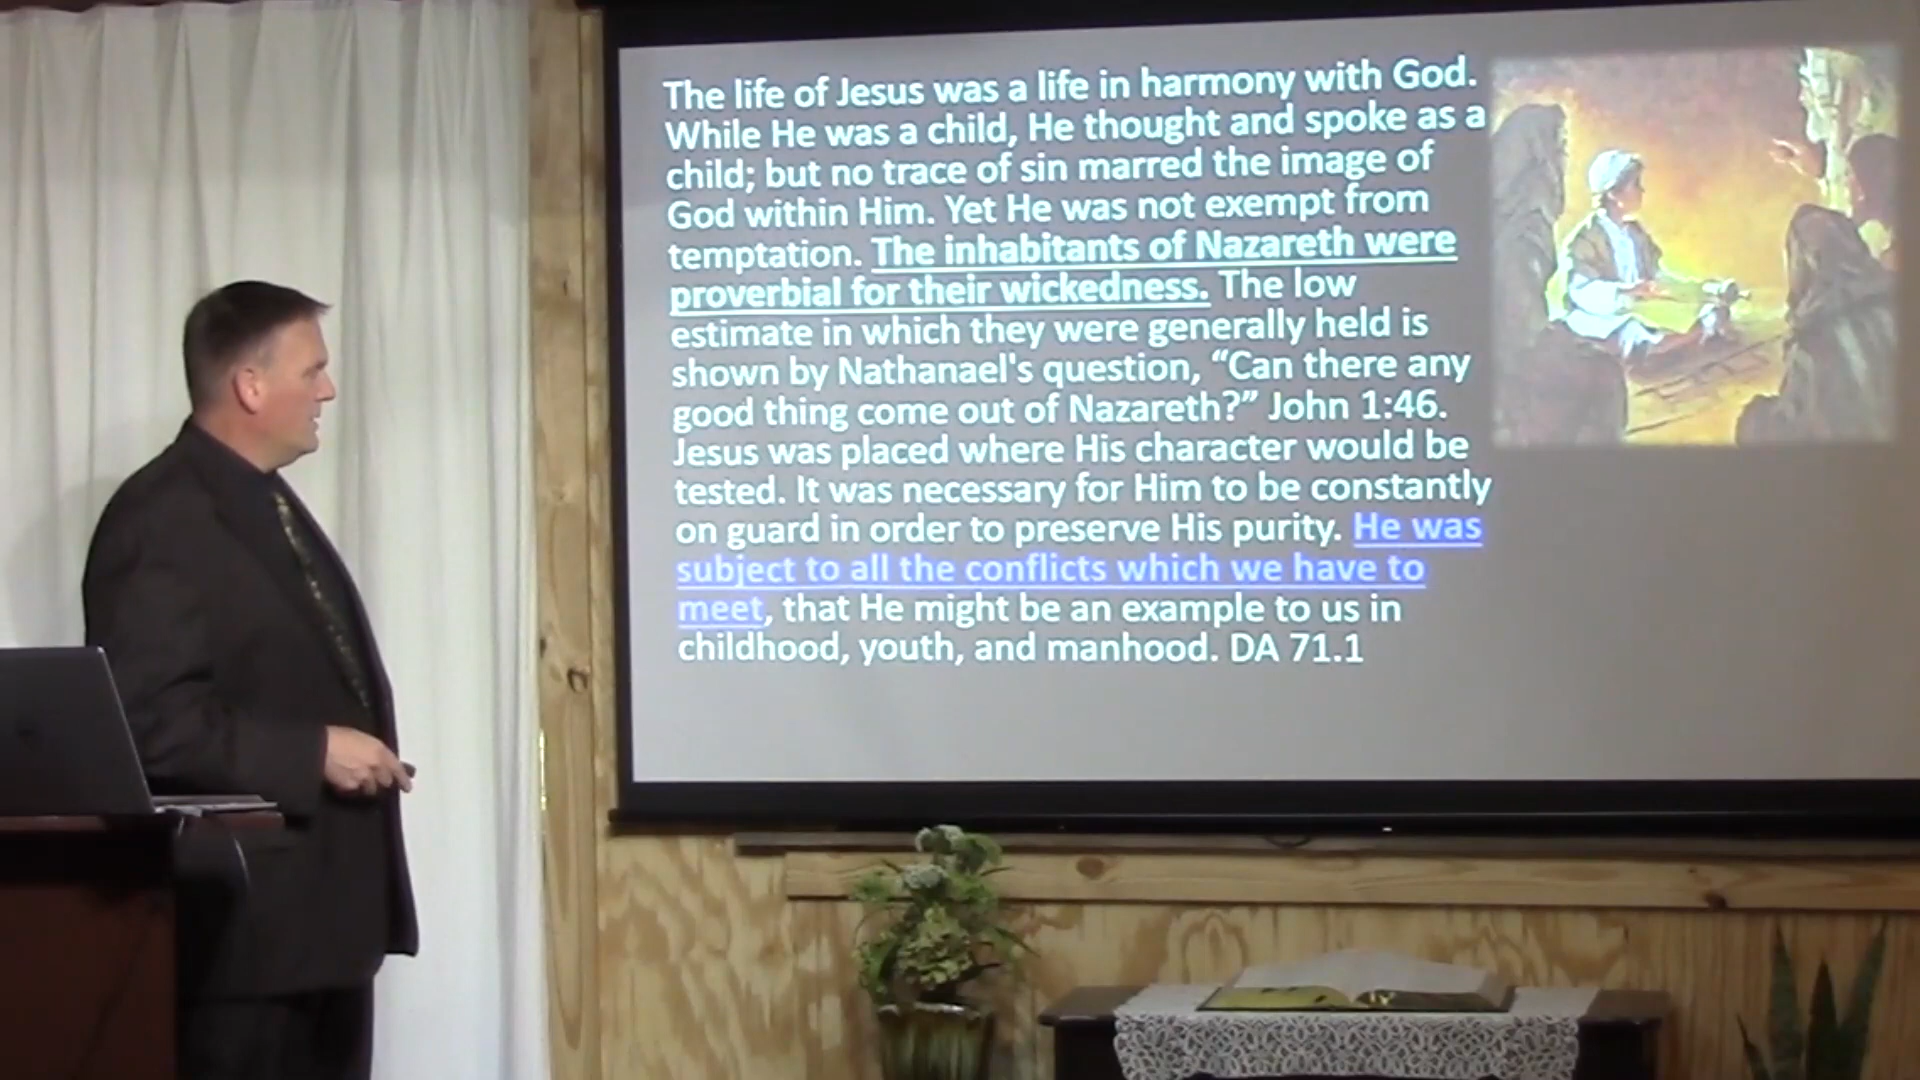 The life of Jesus was a life in harmony with God.
While He was a child, He thought and spoke as a
child; but no trace of sin marred the image of
God within Him. Yet He was not exempt from
temptation. The inhabitants of Nazareth were
proverbial for their wickedness. The low
estimate in which they were generally held is
shown by Nathanael's question, “Can there any
good thing come out of Nazareth?” John 1:46.
Jesus was placed where His character would be
tested. It was necessary for Him to be constantly
on guard in order to preserve His purity. He was
subject to all the conflicts which we have to
meet, that He might be an example to us in
childhood, youth, and manhood. DA 71.1